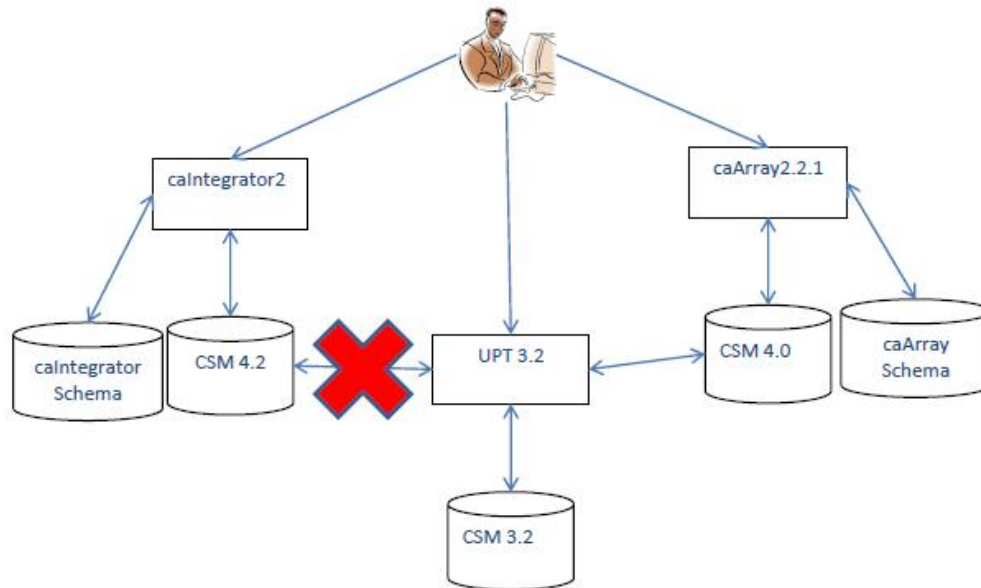 caIntegrator2
caArray2.2.1
caIntegrator
Schema
CSM 4.2
UPT 3.2
CSM 4.0
caArray
Schema
CSM 3.2